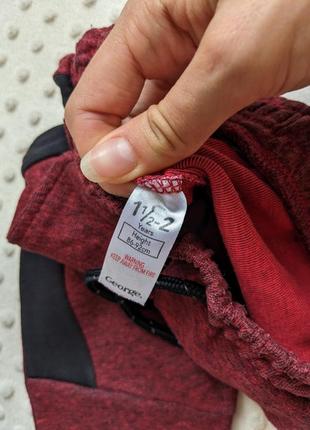 1½-2
Years
Height
86-92cm
WARNING
KEEP AWAY FROM FIRE
George.